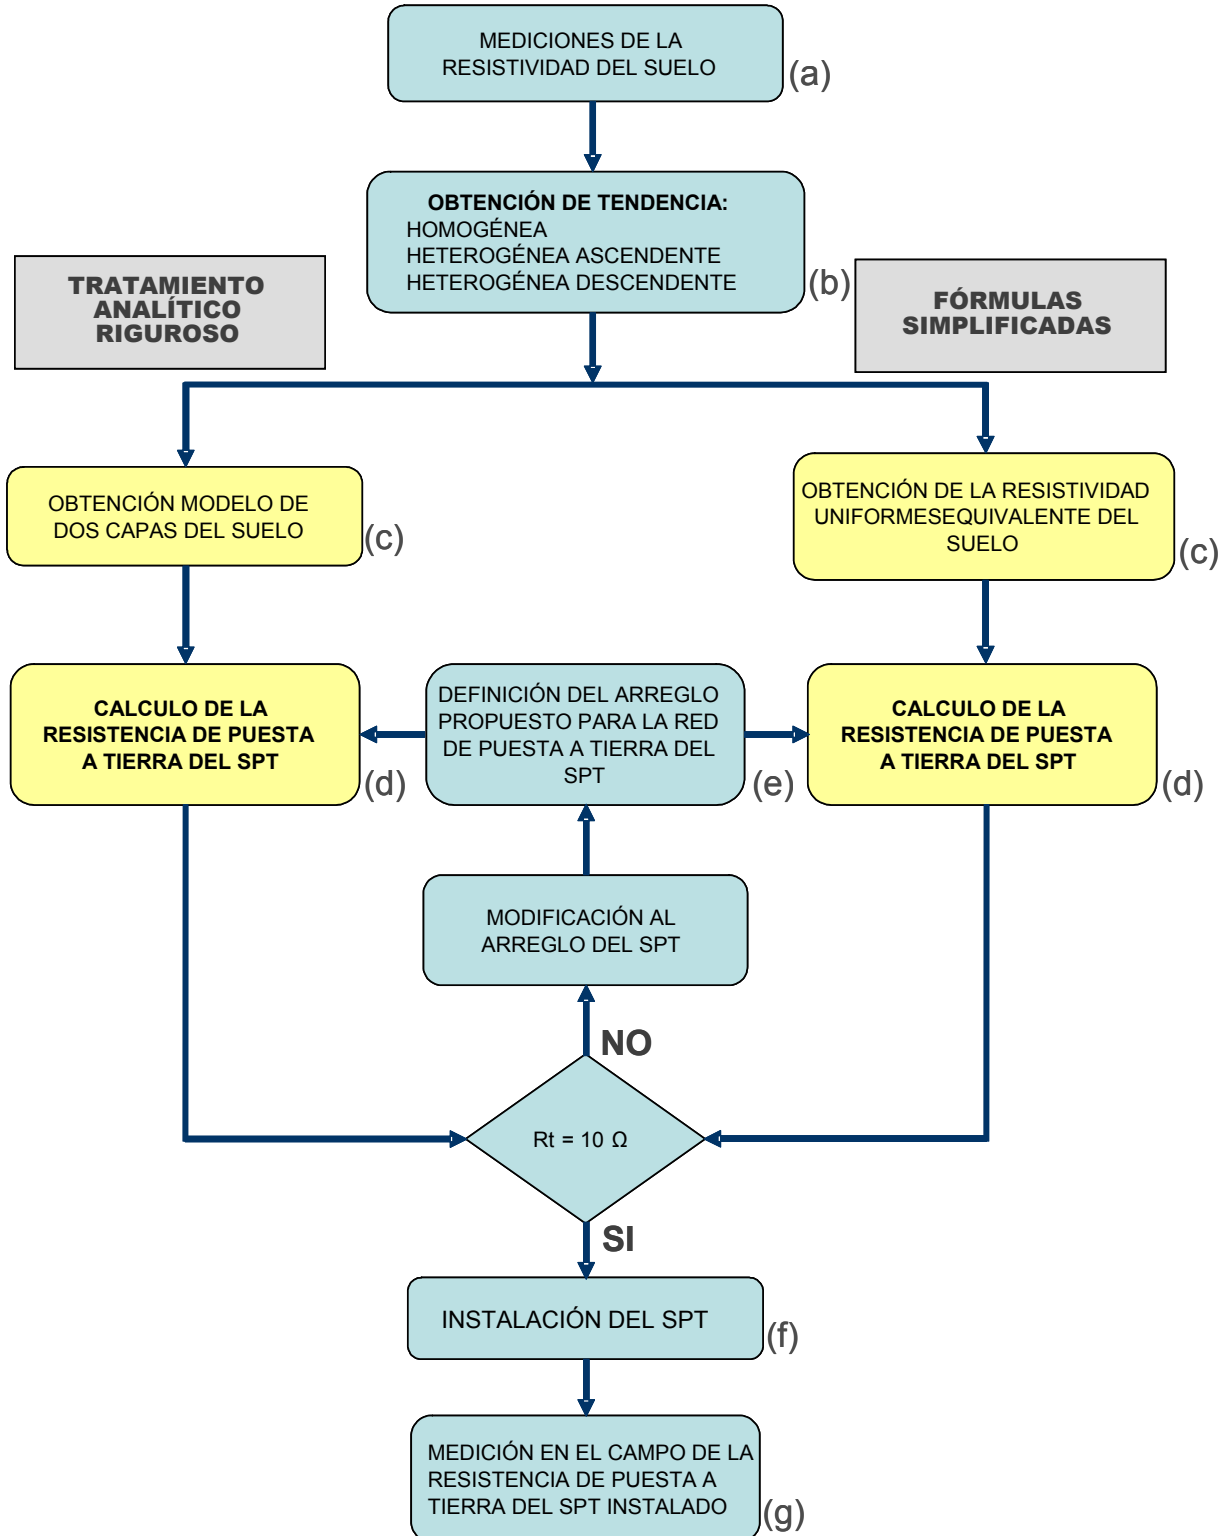 MEDICIONES DE LA
RESISTIVIDAD DEL SUELO
(a)
OBTENCIÓN DE TENDENCIA:
HOMOGÉNEA
HETEROGÉNEA ASCENDENTE
HETEROGÉNEA DESCENDENTE
(b)
TRATAMIENTO
ANALÍTICO
RIGUROSO
FÓRMULAS
SIMPLIFICADAS
OBTENCIÓN MODELO DE
DOS CAPAS DEL SUELO
(c)
OBTENCIÓN DE LA RESISTIVIDAD
UNIFORMESEQUIVALENTE DEL
SUELO
(c)
CALCULO DE LA
RESISTENCIA DE PUESTA
A TIERRA DEL SPT
(d)
DEFINICIÓN DEL ARREGLO
PROPUESTO PARA LA RED
DE PUESTA A TIERRA DEL
SPT
(e)
CALCULO DE LA
RESISTENCIA DE PUESTA
A TIERRA DEL SPT
(d)
MODIFICACIÓN AL
ARREGLO DEL SPT
NO
Rt = 10 Ω
SI
INSTALACIÓN DEL SPT
(f)
MEDICIÓN EN EL CAMPO DE LA
RESISTENCIA DE PUESTA A
TIERRA DEL SPT INSTALADO
(g)